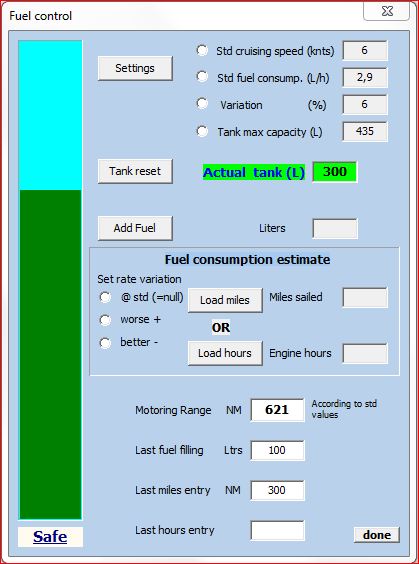 Fuel control
Settings
Std cruising speed (knts) 6
Std fuel consump. (L/h) 2,9
Variation (%) 6
Tank max capacity (L) 435
Tank reset Actual tank (L) 300
Add Fuel Liters
Fuel consumption estimate
Set rate variation
@ std (=null) Load miles Miles sailed
worse + OR
better - Load hours Engine hours
Motoring Range NM 621 According to std
values
Last fuel filling Ltrs 100
Last miles entry NM 300
Last hours entry
Safe done